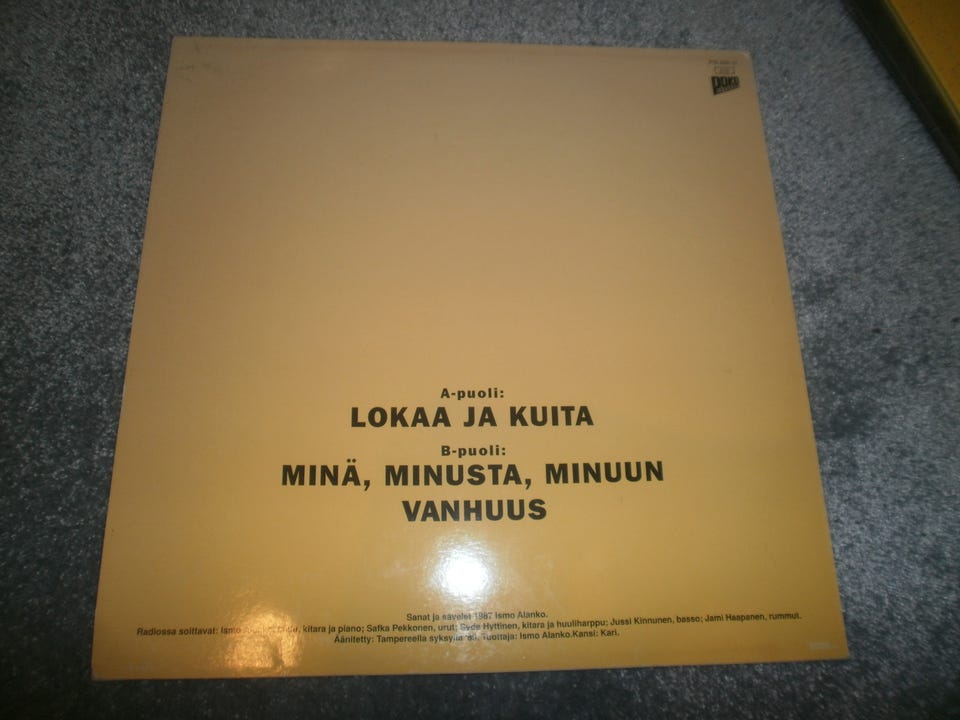 POKO
A-puoli:
LOKAA JA KUITA
B-puoli:
MINÄ, MINUSTA, MINUUN
VANHUUS
Sanat ja sävelet 1987 Ismo Alanko.
Radiossa soittavat: Ismo kitara ja piano; Safka Pekkonen, urut; Hyttinen, kitara ja huuliharppu; Jussi Kinnunen, basso; Jami Haapanen, rummut.
Äänitetty: Tampereella syksyllä Tuottaja: Ismo Alanko.Kansi: Kari.